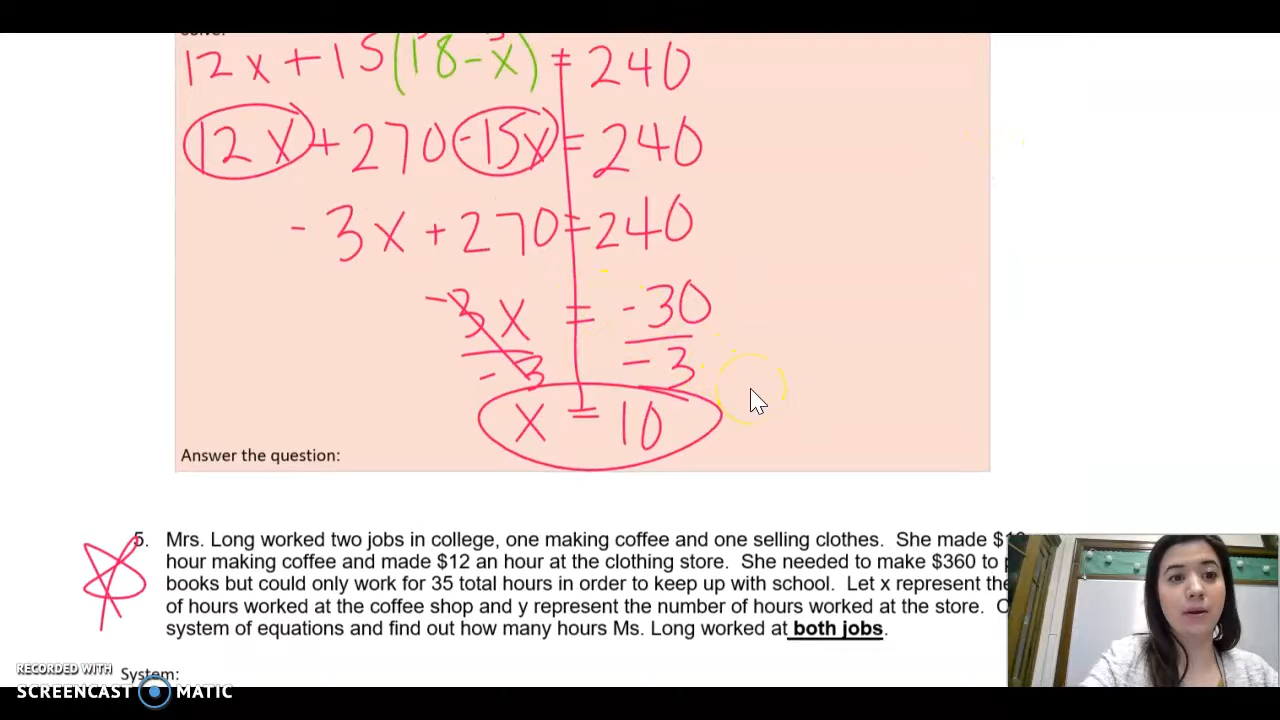 12x + 15(18 - x) = 240
12x + 270 - 15x = 240
-3x + 270 = 240
-3x = -30
-3 -3
x = 10
Answer the question:
5. Mrs. Long worked two jobs in college, one making coffee and one selling clothes. She made
hour making coffee and made $12 an hour at the clothing store. She needed to make $360 to
books but could only work for 35 total hours in order to keep up with school. Let x represent the
of hours worked at the coffee shop and y represent the number of hours worked at the store.
system of equations and find out how many hours Ms. Long worked at both jobs.
System:
RECORDED WITH
SCREENCAST MATIC